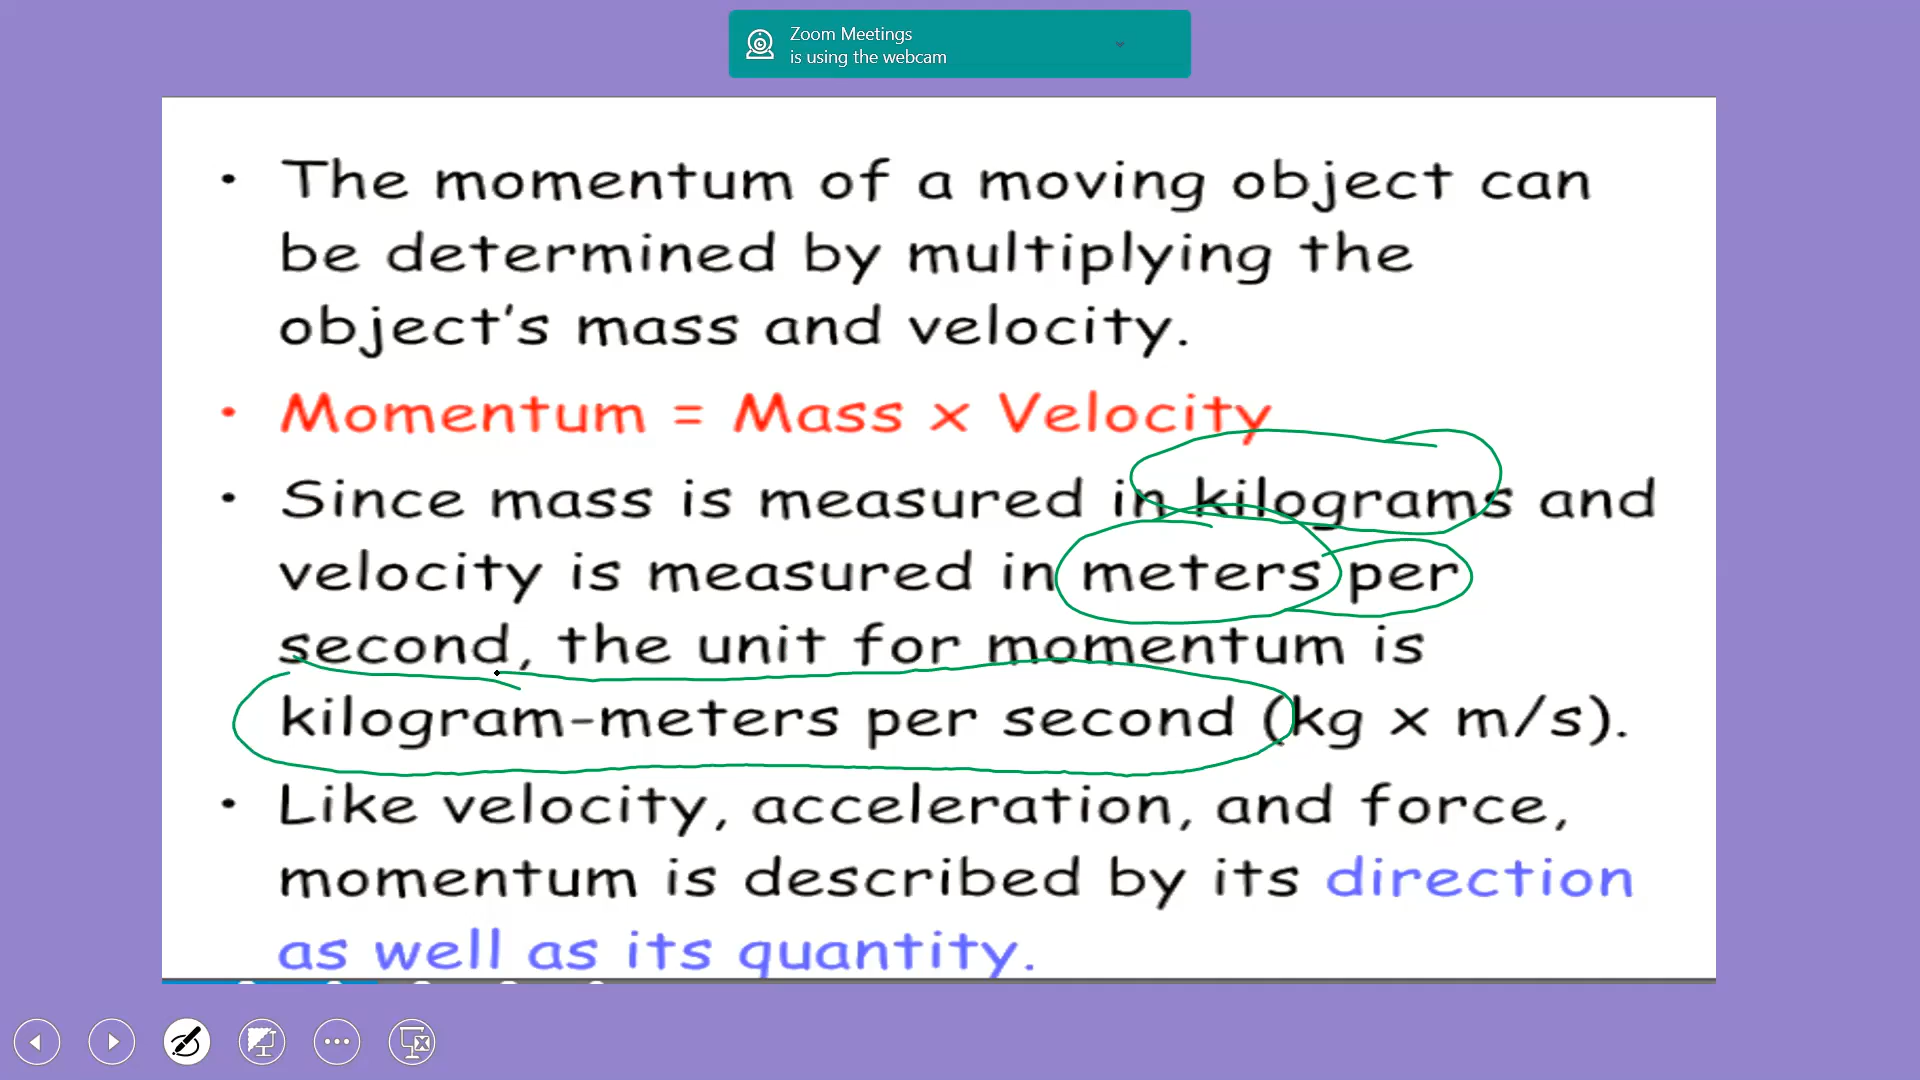 Zoom Meetings
is using the webcam
• The momentum of a moving object can
be determined by multiplying the
object's mass and velocity.
• Momentum = Mass x Velocity
• Since mass is measured in kilograms and
velocity is measured in meters per
second, the unit for momentum is
kilogram-meters per second (kg x m/s).
• Like velocity, acceleration, and force,
momentum is described by its direction
as well as its quantity.